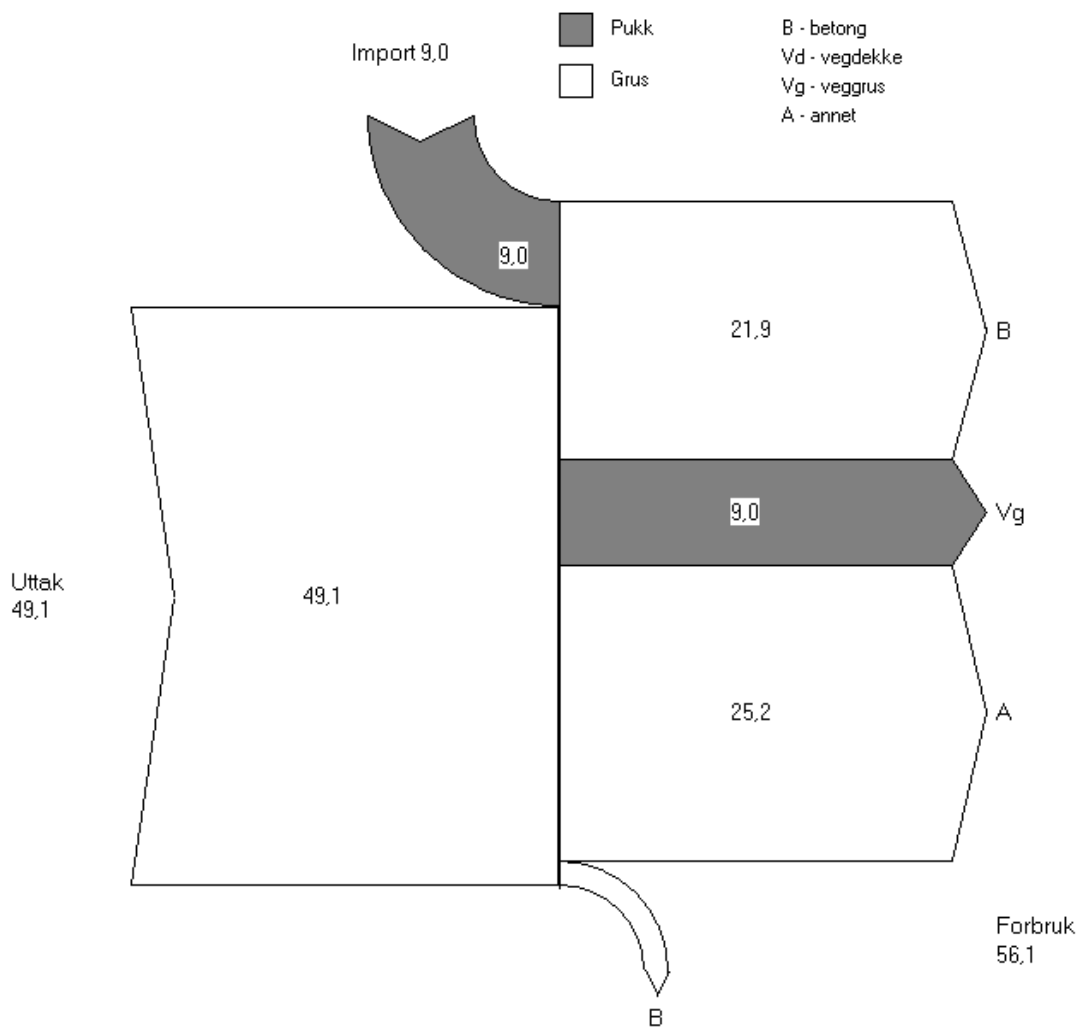 Import 9,0
Pukk
Grus
B - betong
Vd - vegdekke
Vg - veggrus
A - annet
9,0
21,9
B
9,0
Vg
Uttak
49,1
49,1
25,2
A
Forbruk
56,1
B